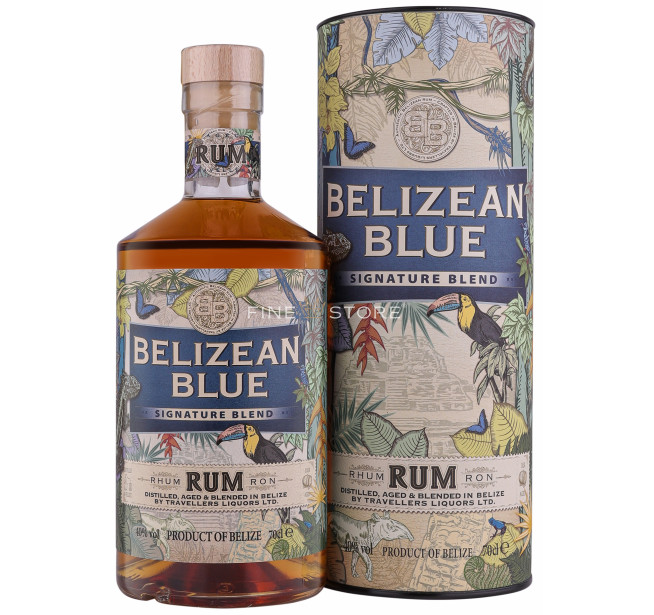 RUM
BELIZEAN
BLUE
SIGNATURE BLEND
RHUM RUM RON
DISTILLED, AGED & BLENDED IN BELIZE
BY TRAVELLERS LIQUORS LTD.
40% vol PRODUCT OF BELIZE 70cl e
BB
BELIZEAN
BLUE
SIGNATURE BLEND
RHUM RUM RON
DISTILLED, AGED & BLENDED IN BELIZE
BY TRAVELLERS LIQUORS LTD.
40% vol PRODUCT OF BELIZE 70cl e
FINE STORE